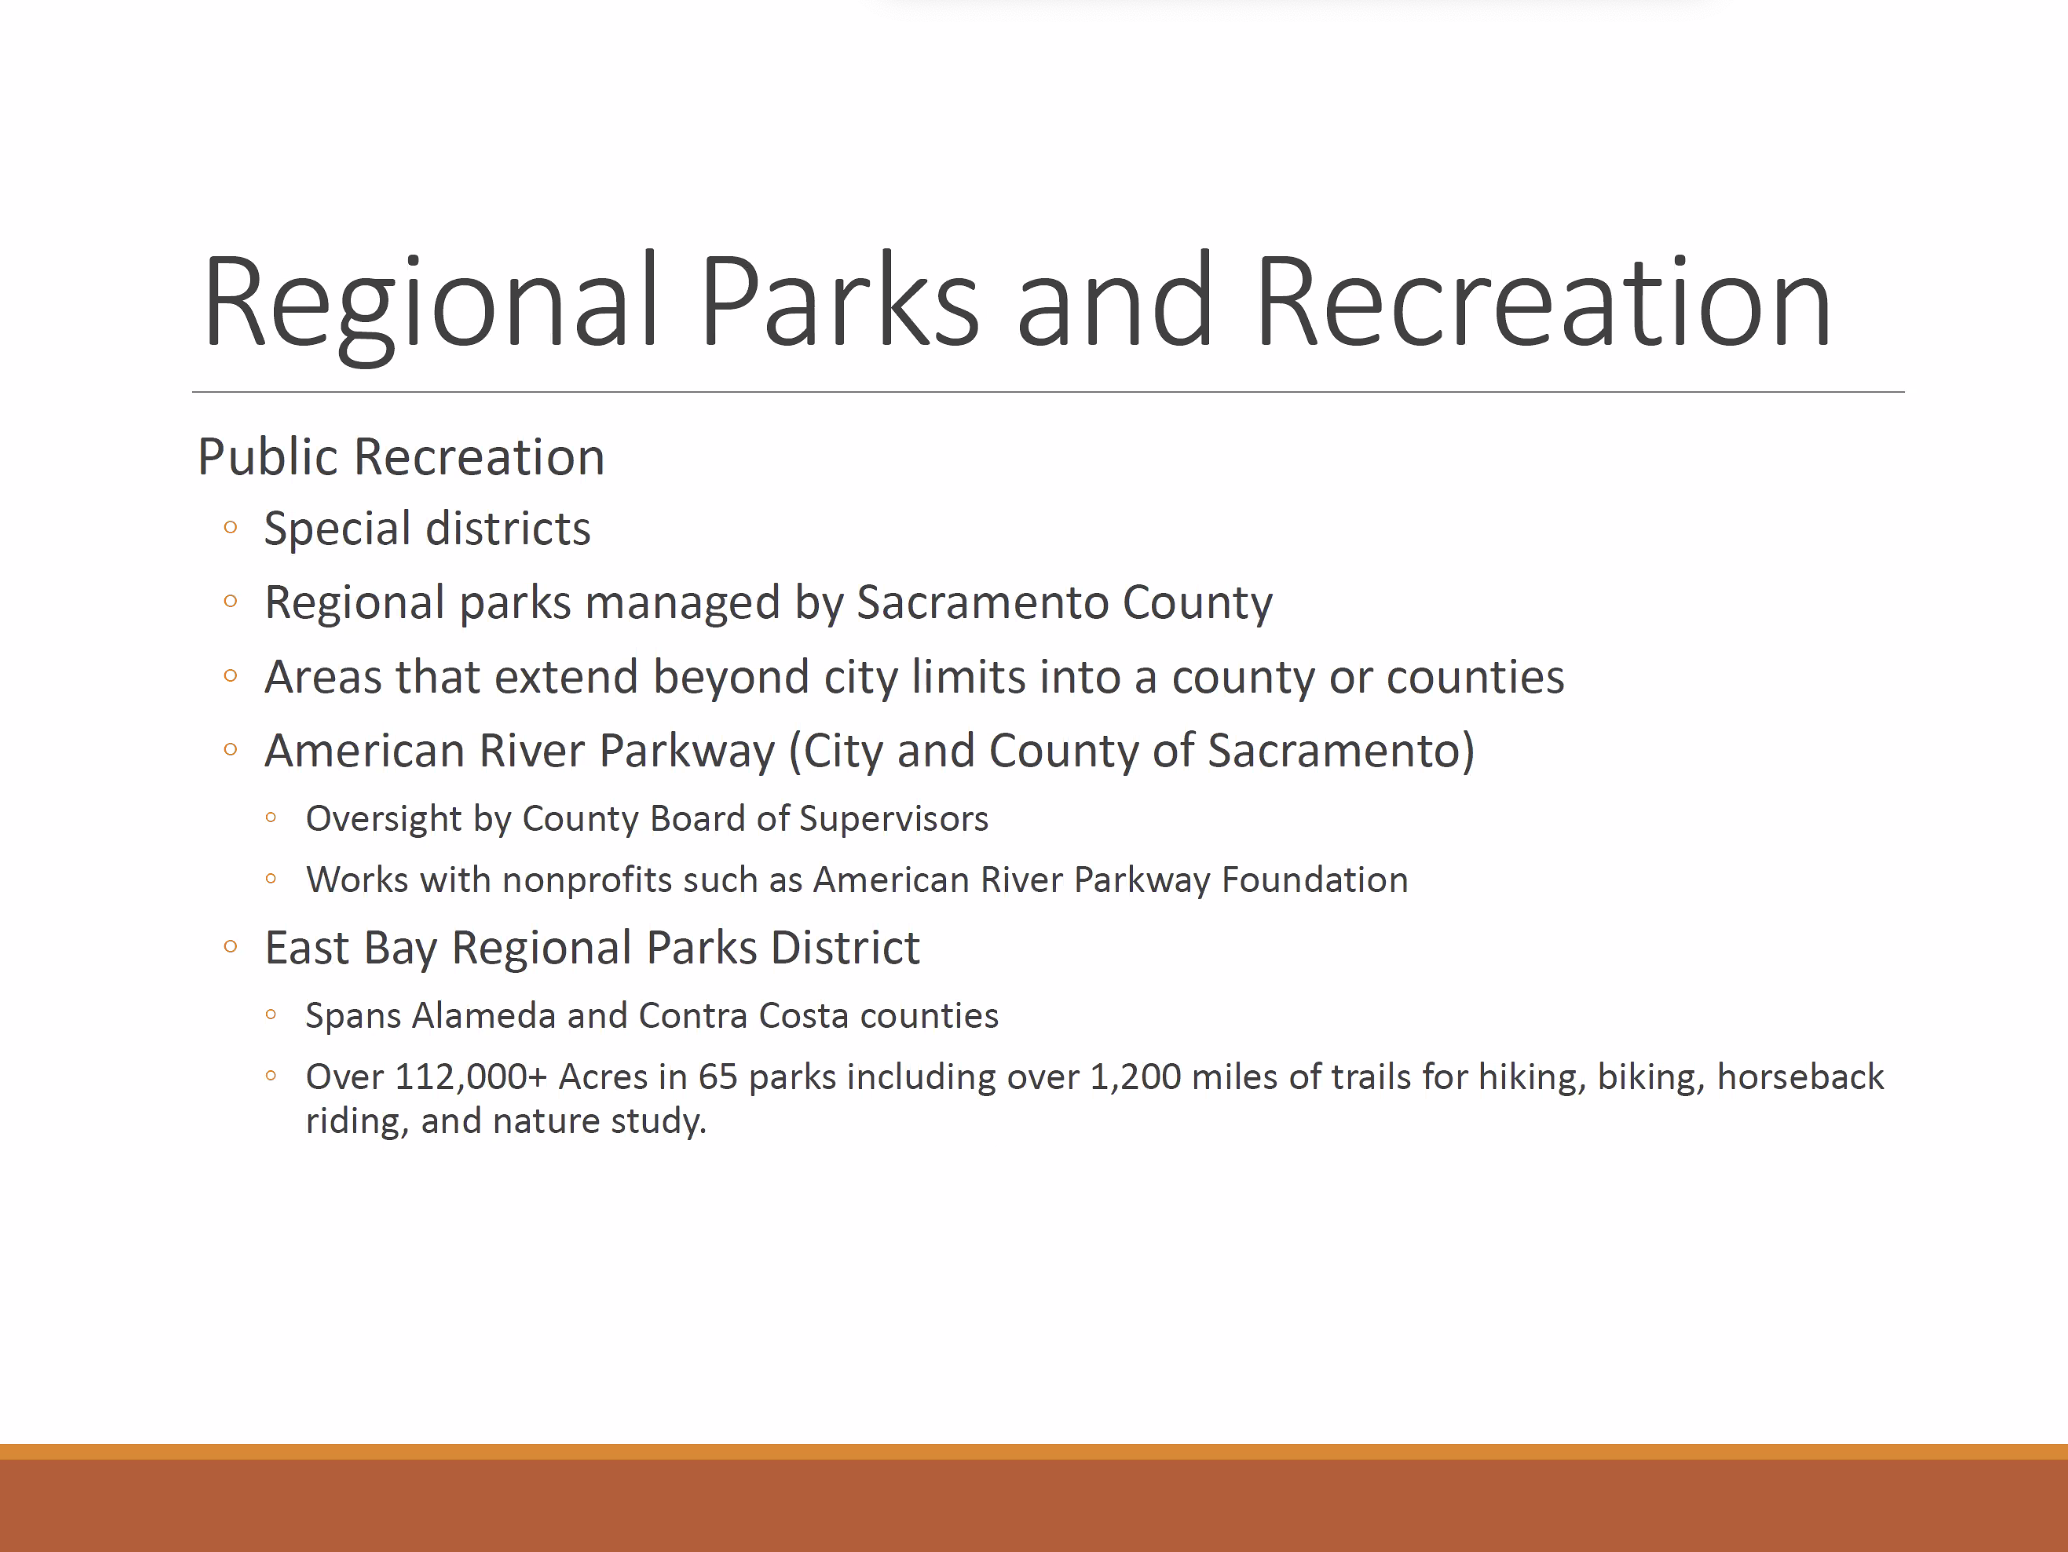 Regional Parks and Recreation
Public Recreation
◦ Special districts
◦ Regional parks managed by Sacramento County
◦ Areas that extend beyond city limits into a county or counties
◦ American River Parkway (City and County of Sacramento)
◦ Oversight by County Board of Supervisors
◦ Works with nonprofits such as American River Parkway Foundation
◦ East Bay Regional Parks District
◦ Spans Alameda and Contra Costa counties
◦ Over 112,000+ Acres in 65 parks including over 1,200 miles of trails for hiking, biking, horseback
riding, and nature study.